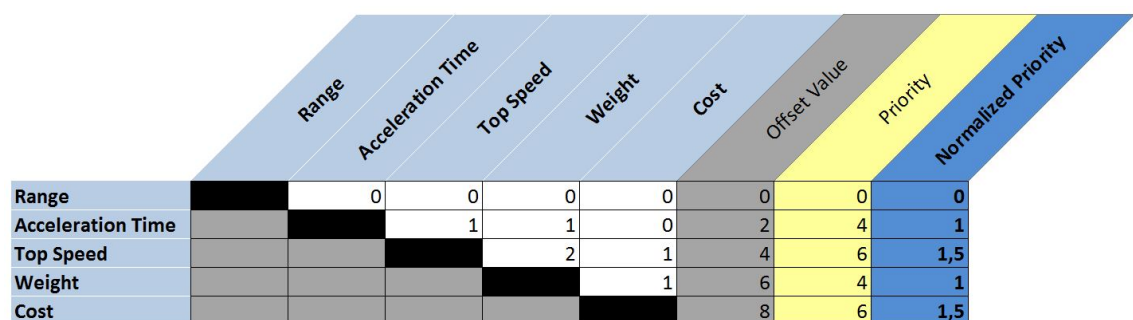 Range
Acceleration Time
Top Speed
Weight
Cost
Offset Value
Priority
Normalized Priority
Range 0 0 0 0 0 0 0
Acceleration Time 1 1 0 2 4 1
Top Speed 2 1 4 6 1,5
Weight 1 6 4 1
Cost 8 6 1,5